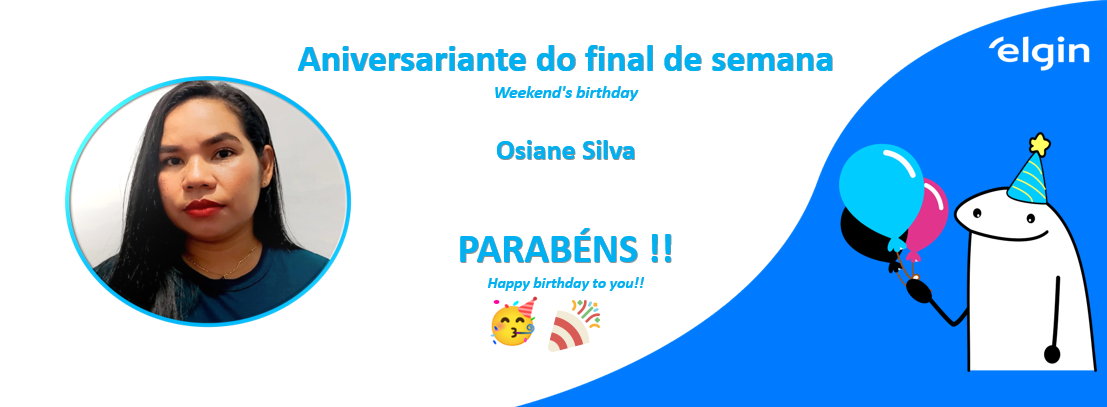 Aniversariante do final de semana
Weekend's birthday
Osiane Silva
PARABÉNS !!
Happy birthday to you!!
elgin